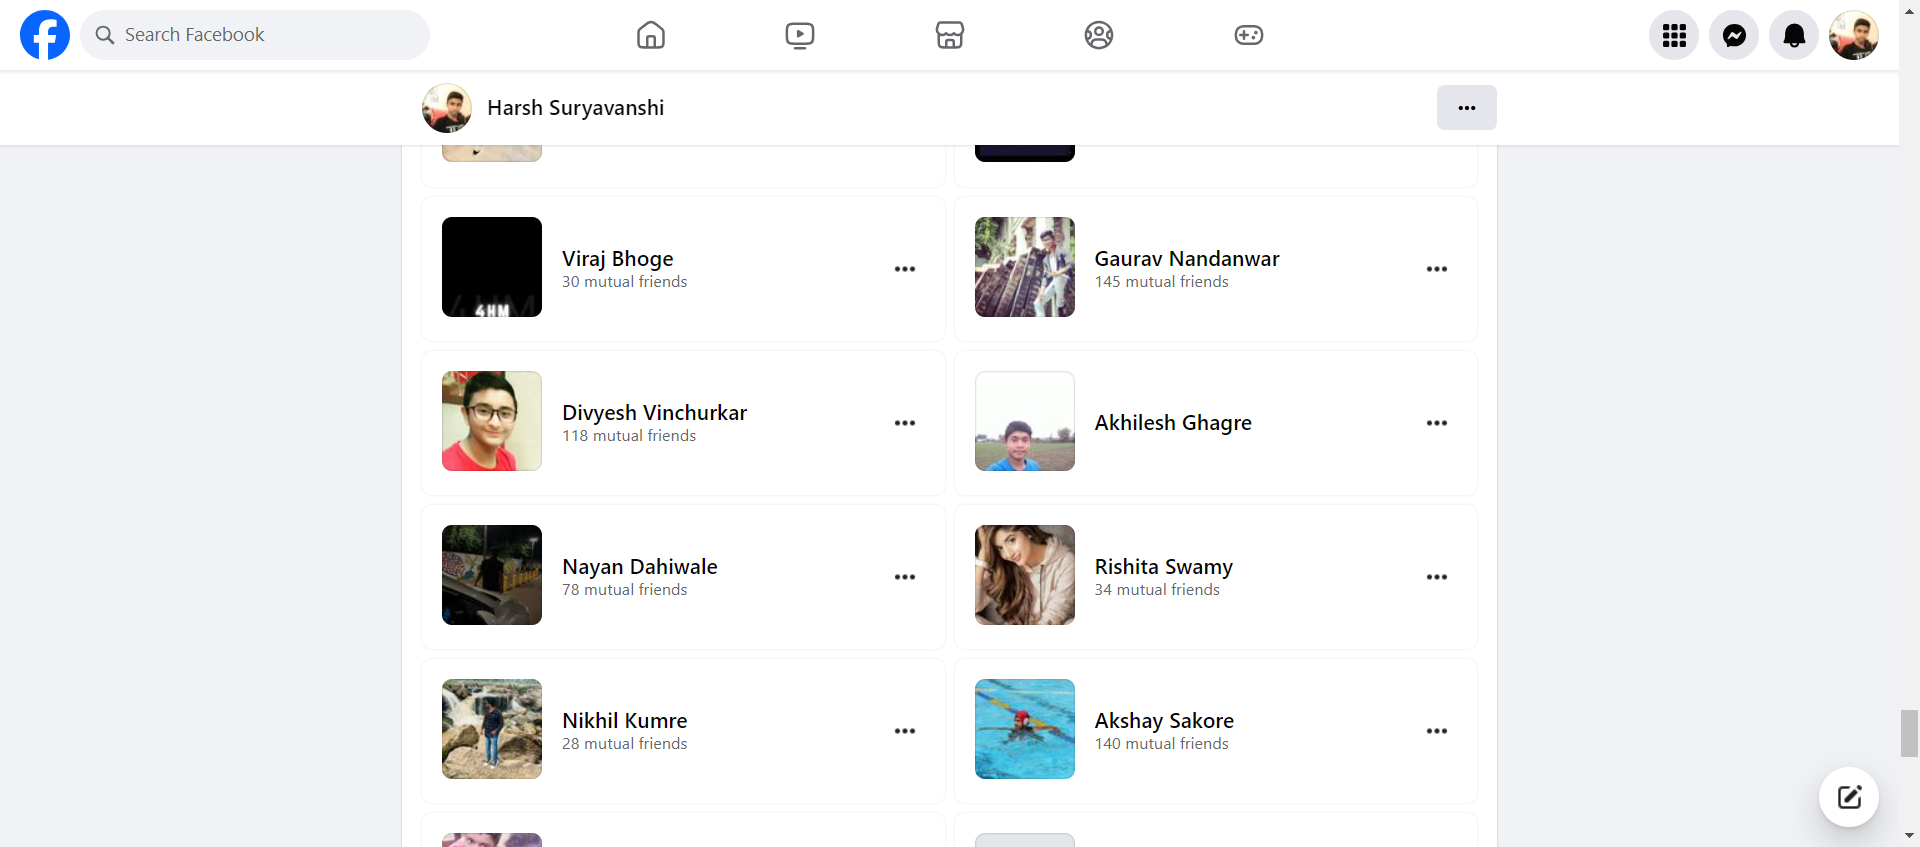 Search Facebook
Harsh Suryavanshi
Viraj Bhoge
30 mutual friends
4HM
Gaurav Nandanwar
145 mutual friends
Divyesh Vinchurkar
118 mutual friends
Akhilesh Ghagre
Nayan Dahiwale
78 mutual friends
Rishita Swamy
34 mutual friends
Nikhil Kumre
28 mutual friends
Akshay Sakore
140 mutual friends